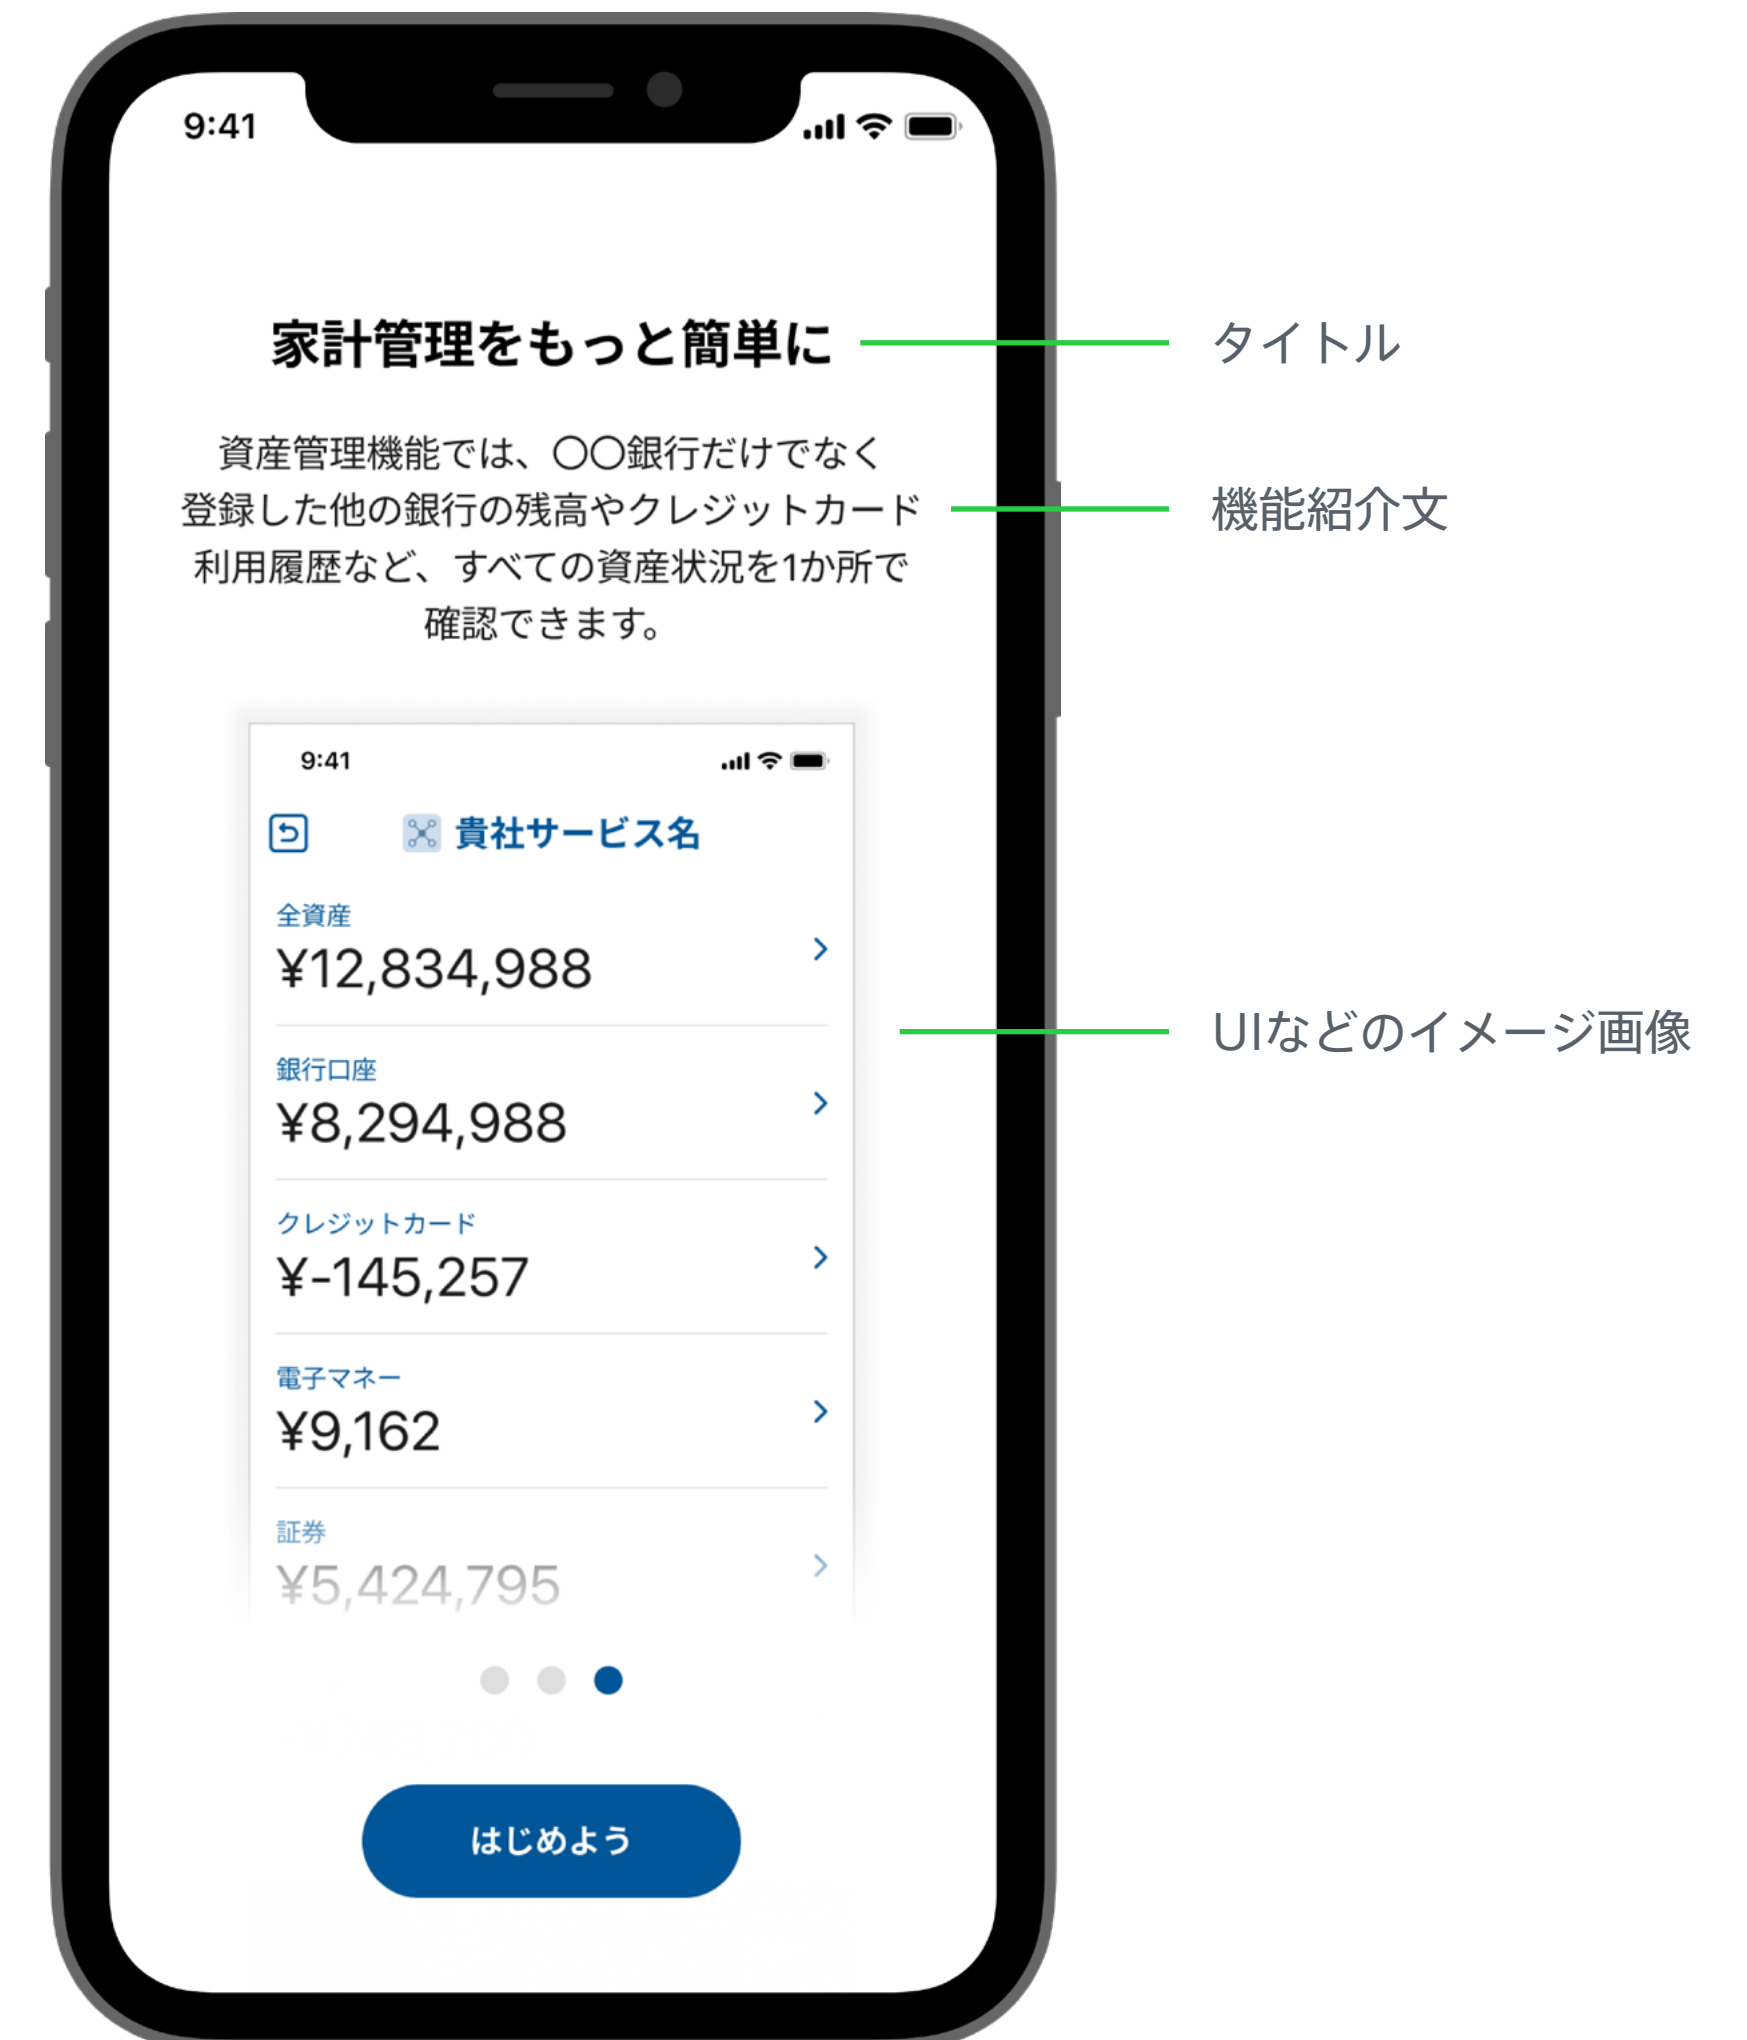 9:41
家計管理をもっと簡単に
タイトル
資産管理機能では、〇〇銀行だけでなく
登録した他の銀行の残高やクレジットカード
利用履歴など、すべての資産状況を1か所で
確認できます。
機能紹介文
9:41
貴社サービス名
全資産
¥12,834,988
UIなどのイメージ画像
銀行口座
¥8,294,988
クレジットカード
¥-145,257
電子マネー
¥9,162
証券
¥5,424,795
はじめよう